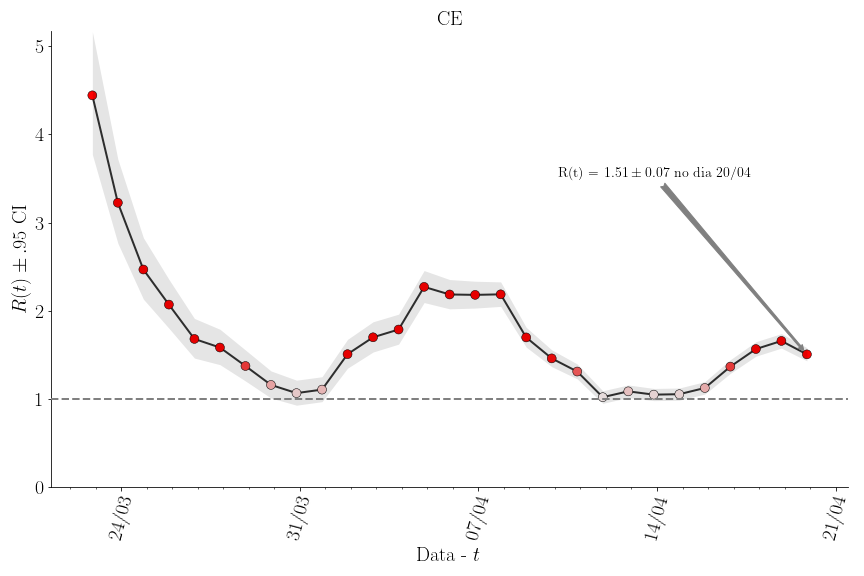 CE
R(t) ± .95 CI
5
4
3
2
1
0
R(t) = 1.51 ± 0.07 no dia 20/04
24/03
31/03
07/04
14/04
21/04
Data - t